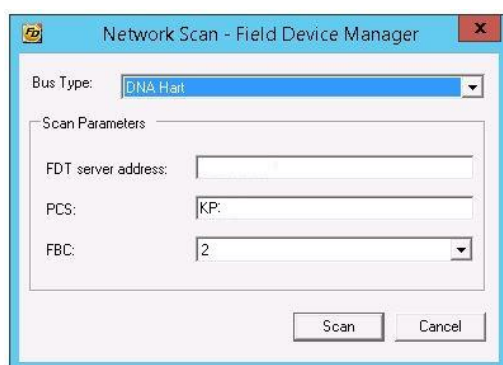 FD
Network Scan - Field Device Manager
x
Bus Type: DNA Hart
Scan Parameters
FDT server address:
PCS: KP:
FBC: 2
Scan Cancel